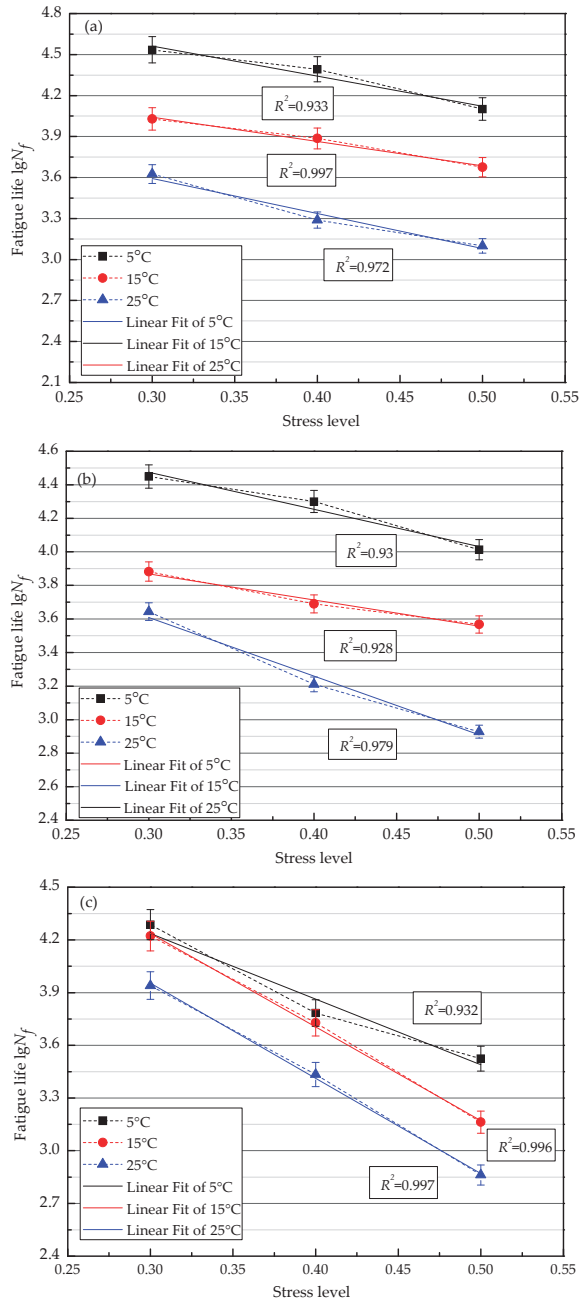 (a)
4.8
4.5
4.2
3.9
3.6
3.3
3.0
2.7
2.4
2.1
Fatigue life lgNf
R²=0.933
R²=0.997
R²=0.972
5°C
15°C
25°C
Linear Fit of 5°C
Linear Fit of 15°C
Linear Fit of 25°C
0.25 0.30 0.35 0.40 0.45 0.50 0.55
Stress level
(b)
4.6
4.4
4.2
4.0
3.8
3.6
3.4
3.2
3.0
2.8
2.6
2.4
Fatigue life lgNf
R²=0.93
R²=0.928
R²=0.979
5°C
15°C
25°C
Linear Fit of 5°C
Linear Fit of 15°C
Linear Fit of 25°C
0.25 0.30 0.35 0.40 0.45 0.50 0.55
Stress level
(c)
4.5
4.2
3.9
3.6
3.3
3.0
2.7
2.4
Fatigue life lgNf
R²=0.932
R²=0.996
R²=0.997
5°C
15°C
25°C
Linear Fit of 5°C
Linear Fit of 15°C
Linear Fit of 25°C
0.25 0.30 0.35 0.40 0.45 0.50 0.55
Stress level